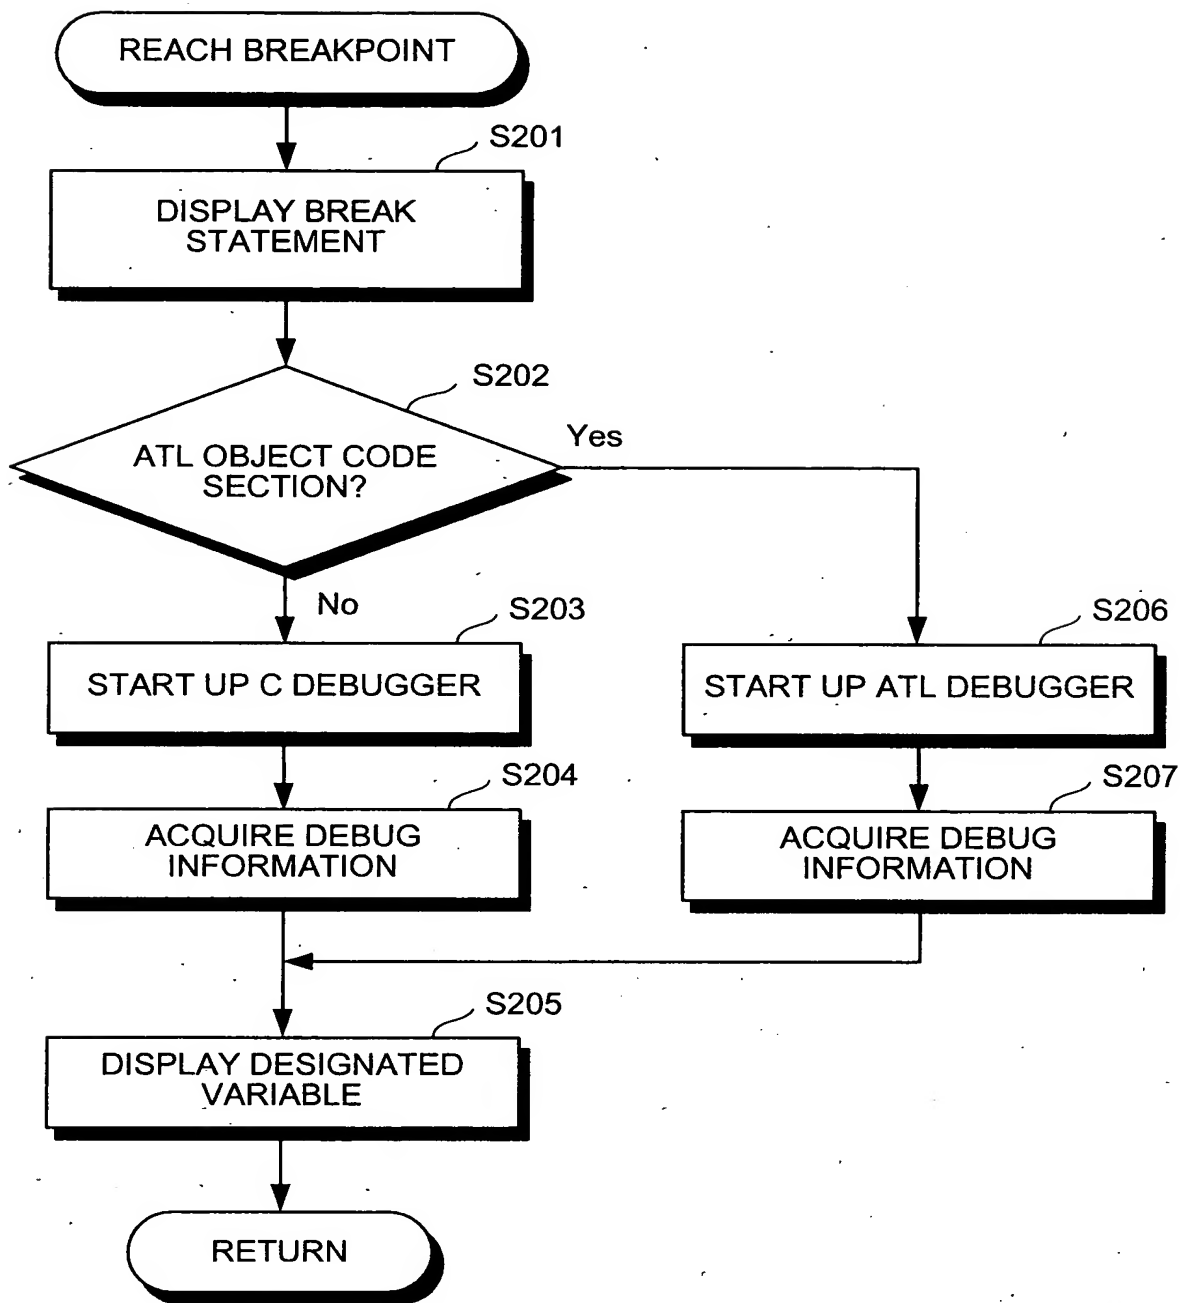 REACH BREAKPOINT
S201
DISPLAY BREAK
STATEMENT
S202
ATL OBJECT CODE
SECTION?
Yes
No
S203
START UP C DEBUGGER
S206
START UP ATL DEBUGGER
S204
ACQUIRE DEBUG
INFORMATION
S207
ACQUIRE DEBUG
INFORMATION
S205
DISPLAY DESIGNATED
VARIABLE
RETURN